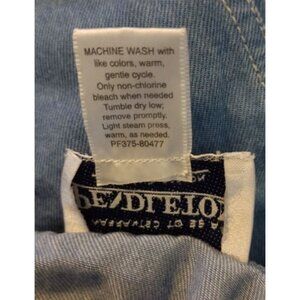 MACHINE WASH with
like colors, warm,
gentle cycle.
Only non-chlorine
bleach when needed
Tumble dry low;
remove promptly.
Light steam press,
warm, as needed.
PF375-80477
PENDLETON